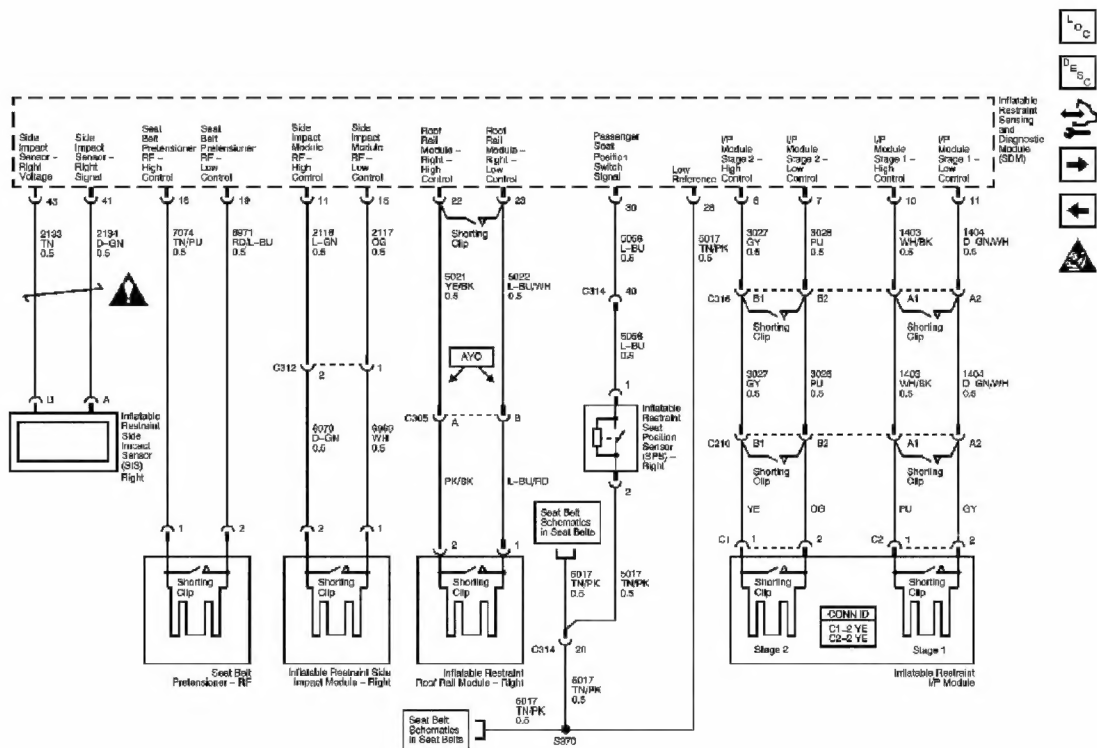 L O C
D E S C
Inflatable
Restraint
Sensing
and
Diagnostic
Module
(SDM)
Side
Impact
Sensor –
Right
Voltage
Side
Impact
Sensor –
Right
Signal
Seat
Belt
Pretensioner
RF –
High
Control
Seat
Belt
Pretensioner
RF –
Low
Control
Side
Impact
Module
RF –
High
Control
Side
Impact
Module
RF –
Low
Control
Roof
Rail
Module –
Right –
High
Control
Roof
Rail
Module –
Right –
Low
Control
Passenger
Seat
Position
Switch
Signal
Low
Reference
I/P
Module
Stage 2 –
High
Control
I/P
Module
Stage 2 –
Low
Control
I/P
Module
Stage 1 –
High
Control
I/P
Module
Stage 1 –
Low
Control
43
41
18
19
11
15
22
23
30
28
6
7
10
11
2133
TN
0.5
2134
D-GN
0.5
7074
TN/PU
0.5
6971
RD/L-BU
0.5
2116
L-GN
0.5
2117
OG
0.5
Shorting
Clip
5021
YE/BK
0.5
5022
L-BU/WH
0.5
5056
L-BU
0.5
5017
TN/PK
0.5
3027
GY
0.5
3026
PU
0.5
1403
WH/BK
0.5
1404
D-GN/WH
0.5
C314
40
C316
B1
B2
A1
A2
Shorting
Clip
Shorting
Clip
5056
L-BU
0.5
AYO
C312
2
1
3027
GY
0.5
3026
PU
0.5
1403
WH/BK
0.5
1404
D-GN/WH
0.5
A
1
Inflatable
Restraint
Side
Impact
Sensor
(SIS)
Right
C305
A
B
Inflatable
Restraint
Seat
Position
Sensor
(SPS) –
Right
6970
D-GN
0.5
6969
WH
0.5
C210
B1
B2
A1
A2
Shorting
Clip
Shorting
Clip
PK/BK
L-BU/RD
2
YE
OG
PU
GY
Seat Belt
Schematics
in Seat Belts
1
2
2
1
2
1
C1
1
2
C2
1
2
Shorting
Clip
Shorting
Clip
Shorting
Clip
5017
TN/PK
0.5
5017
TN/PK
0.5
Shorting
Clip
Shorting
Clip
CONN ID
C1–2 YE
C2–2 YE
Stage 2
Stage 1
C314
20
Seat Belt
Pretensioner – RF
Inflatable Restraint Side
Impact Module – Right
Inflatable Restraint
Roof Rail Module – Right
Inflatable Restraint
I/P Module
5017
TN/PK
0.5
5017
TN/PK
0.5
Seat Belt
Schematics
in Seat Belts
S370